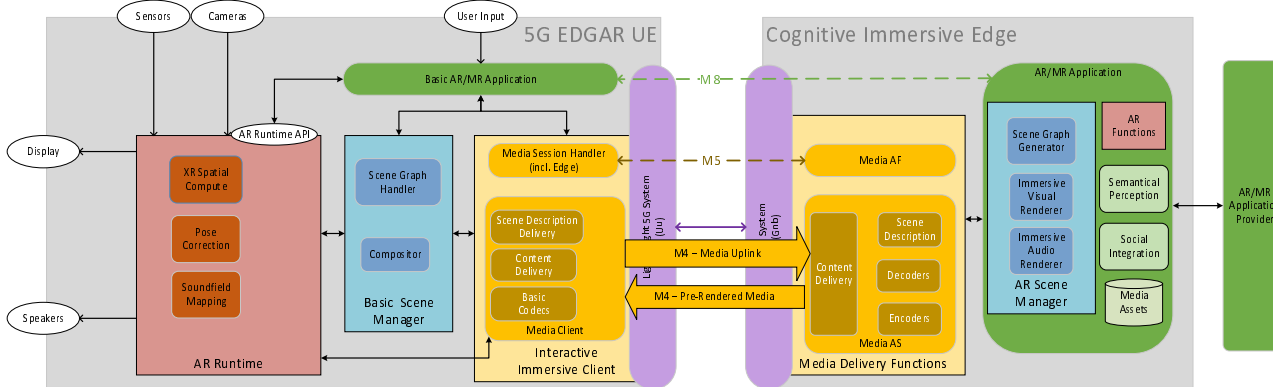 Sensors
Cameras
User Input
5G EDGAR UE
Cognitive Immersive Edge
Basic AR/MR Application
M8
AR/MR Application
AR Runtime API
Display
XR Spatial
Compute
Pose
Correction
Soundfield
Mapping
Speakers
AR Runtime
Scene Graph
Handler
Compositor
Basic Scene
Manager
Media Session Handler
(incl. Edge)
M5
Media AF
Scene Description
Delivery
Content
Delivery
Basic
Codecs
Media Client
Interactive
Immersive Client
ht 5G System
(Uu)
System
(Gnb)
M4 – Media Uplink
M4 – Pre-Rendered Media
Content
Delivery
Scene
Description
Decoders
Encoders
Media AS
Media Delivery Functions
Scene Graph
Generator
Immersive
Visual
Renderer
Immersive
Audio
Renderer
AR Scene
Manager
AR
Functions
Semantical
Perception
Social
Integration
Media
Assets
AR/MR
Application
Provider